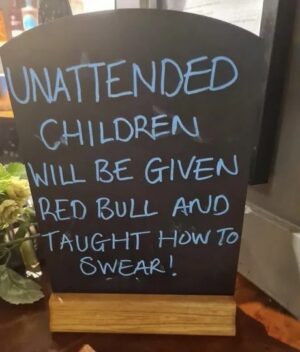 UNATTENDED
CHILDREN
WILL BE GIVEN
RED BULL AND
TAUGHT HOW TO
SWEAR!